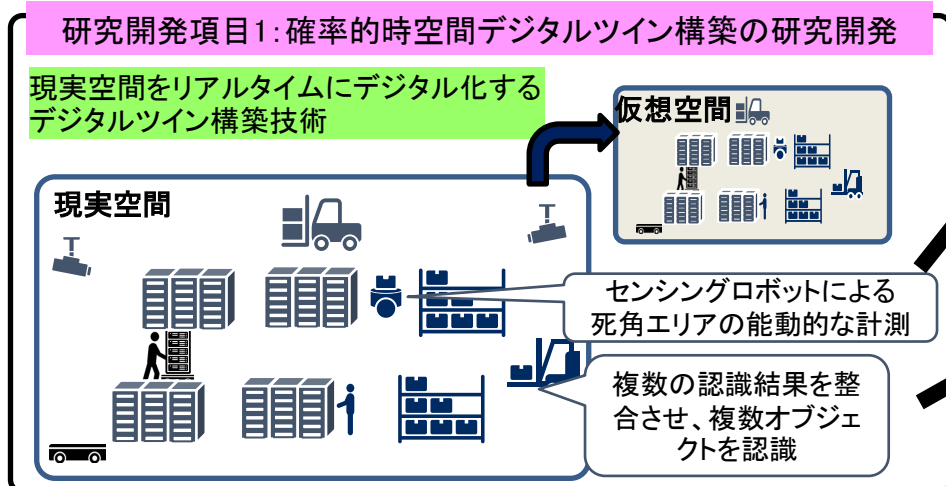 研究開発項目1：確率的時空間デジタルツイン構築の研究開発
現実空間をリアルタイムにデジタル化する
デジタルツイン構築技術
仮想空間
現実空間
センシングロボットによる
死角エリアの能動的な計測
複数の認識結果を整
合させ、複数オブジェ
クトを認識